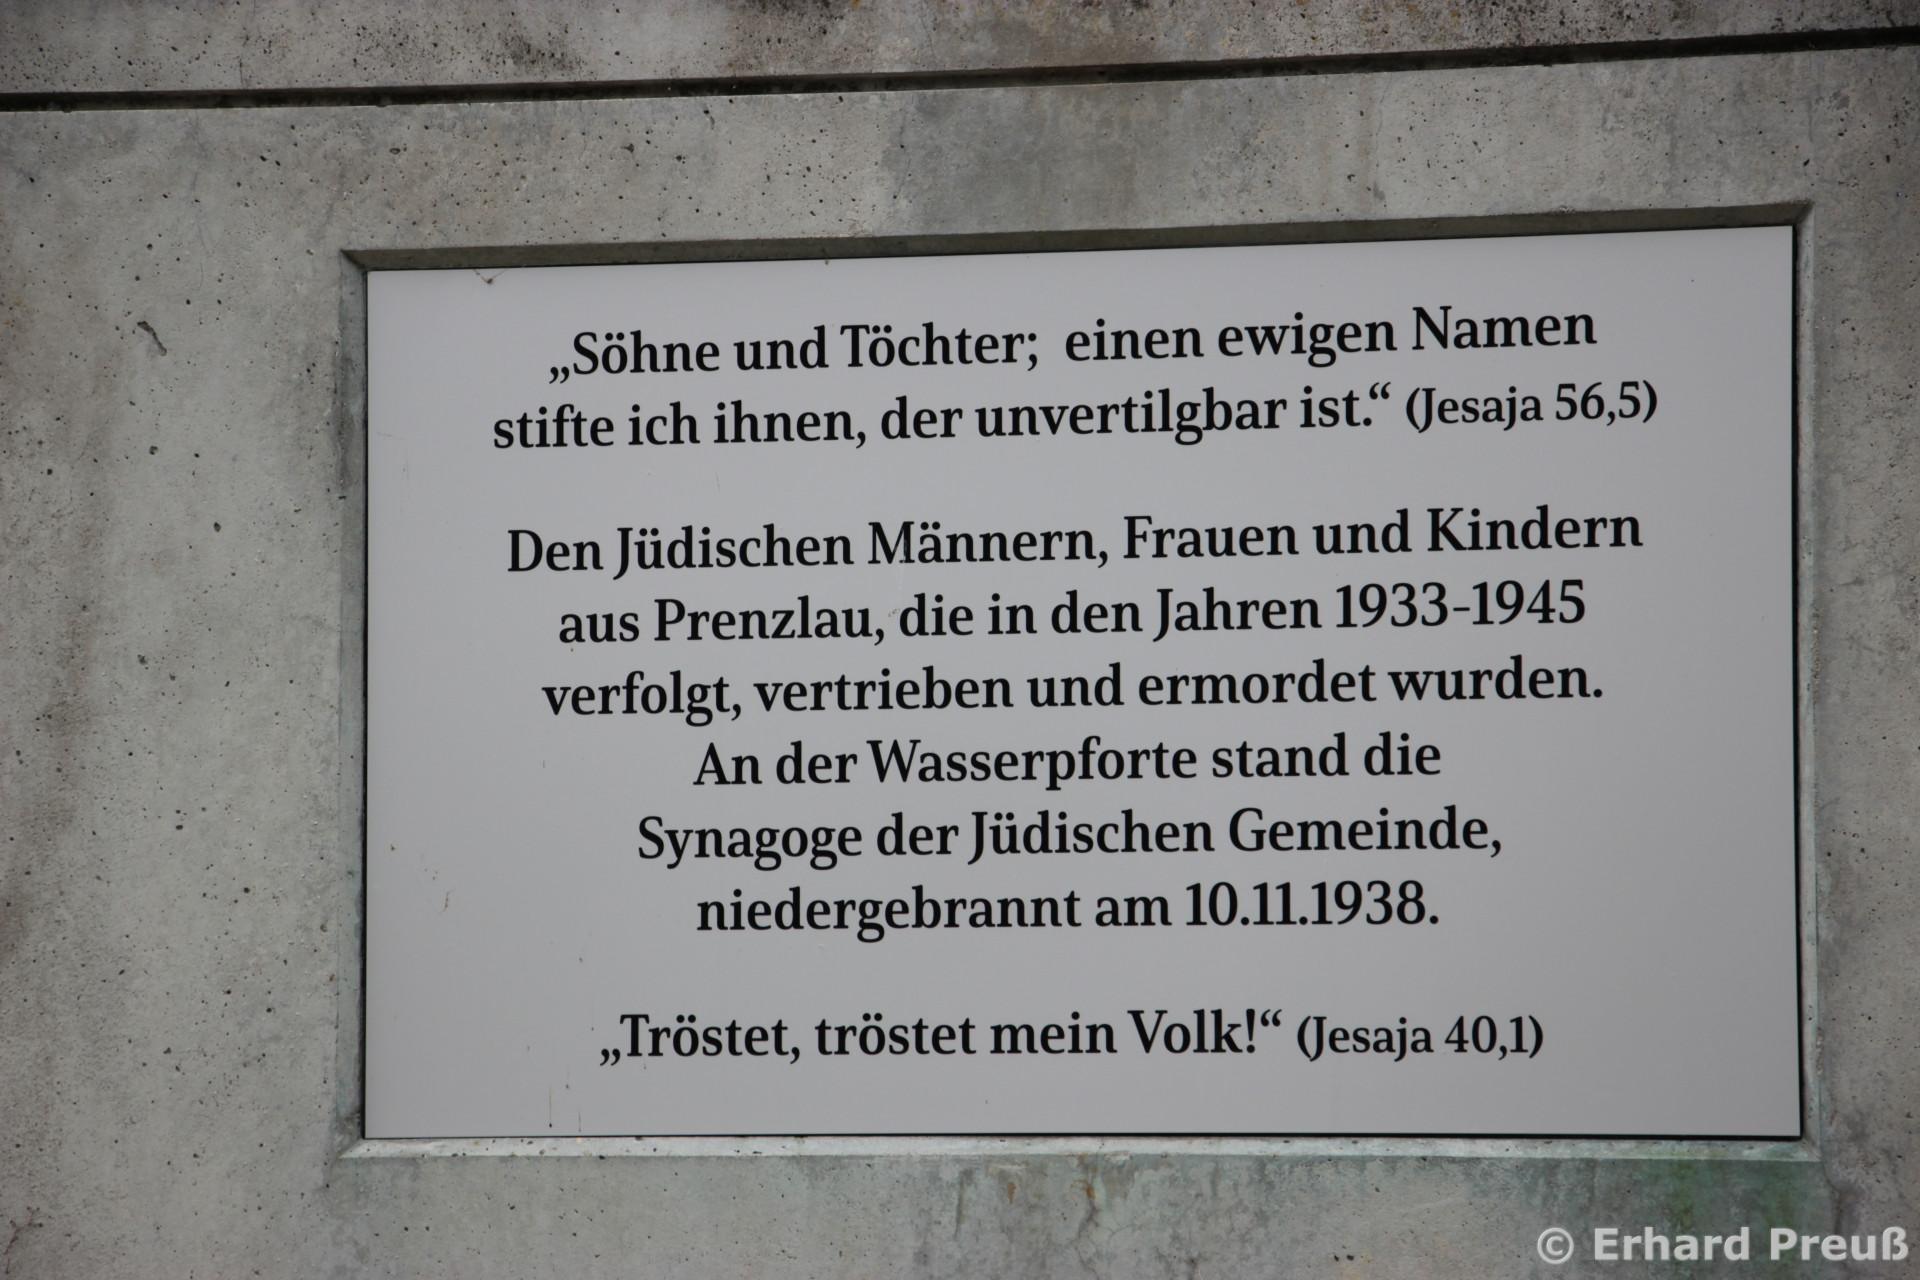 „Söhne und Töchter; einen ewigen Namen
stifte ich ihnen, der unvertilgbar ist.“ (Jesaja 56,5)
Den Jüdischen Männern, Frauen und Kindern
aus Prenzlau, die in den Jahren 1933-1945
verfolgt, vertrieben und ermordet wurden.
An der Wasserpforte stand die
Synagoge der Jüdischen Gemeinde,
niedergebrannt am 10.11.1938.
„Tröstet, tröstet mein Volk!“ (Jesaja 40,1)
© Erhard Preuß